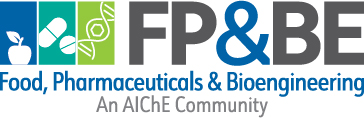 FP&BE
Food, Pharmaceuticals & Bioengineering
An AIChE Community